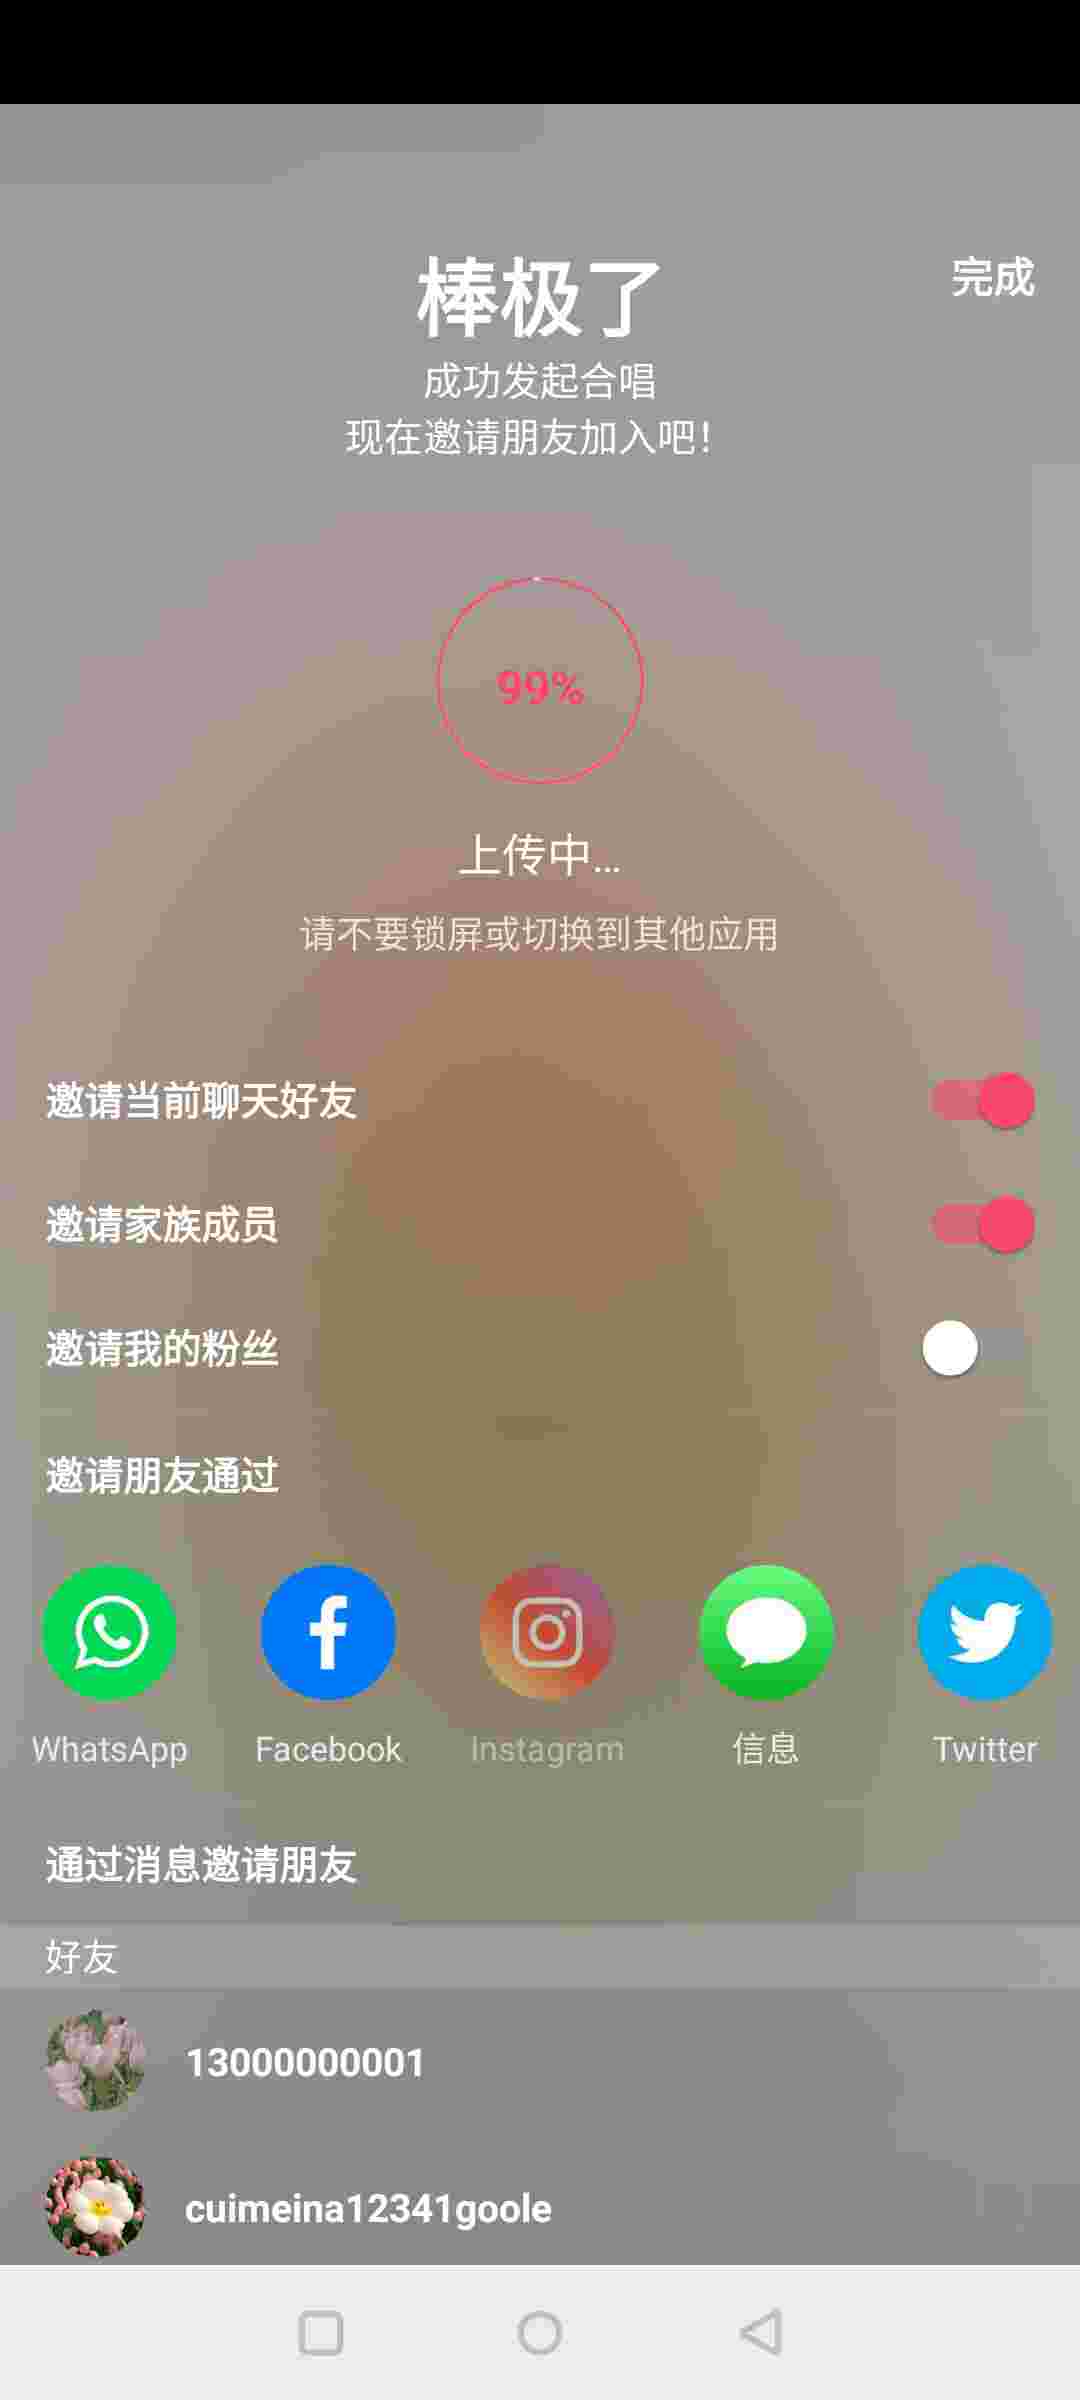 棒极了
完成
成功发起合唱
现在邀请朋友加入吧！
99%
上传中...
请不要锁屏或切换到其他应用
邀请当前聊天好友
邀请家族成员
邀请我的粉丝
邀请朋友通过
WhatsApp
Facebook
Instagram
信息
Twitter
通过消息邀请朋友
好友
13000000001
cuimeina12341goole